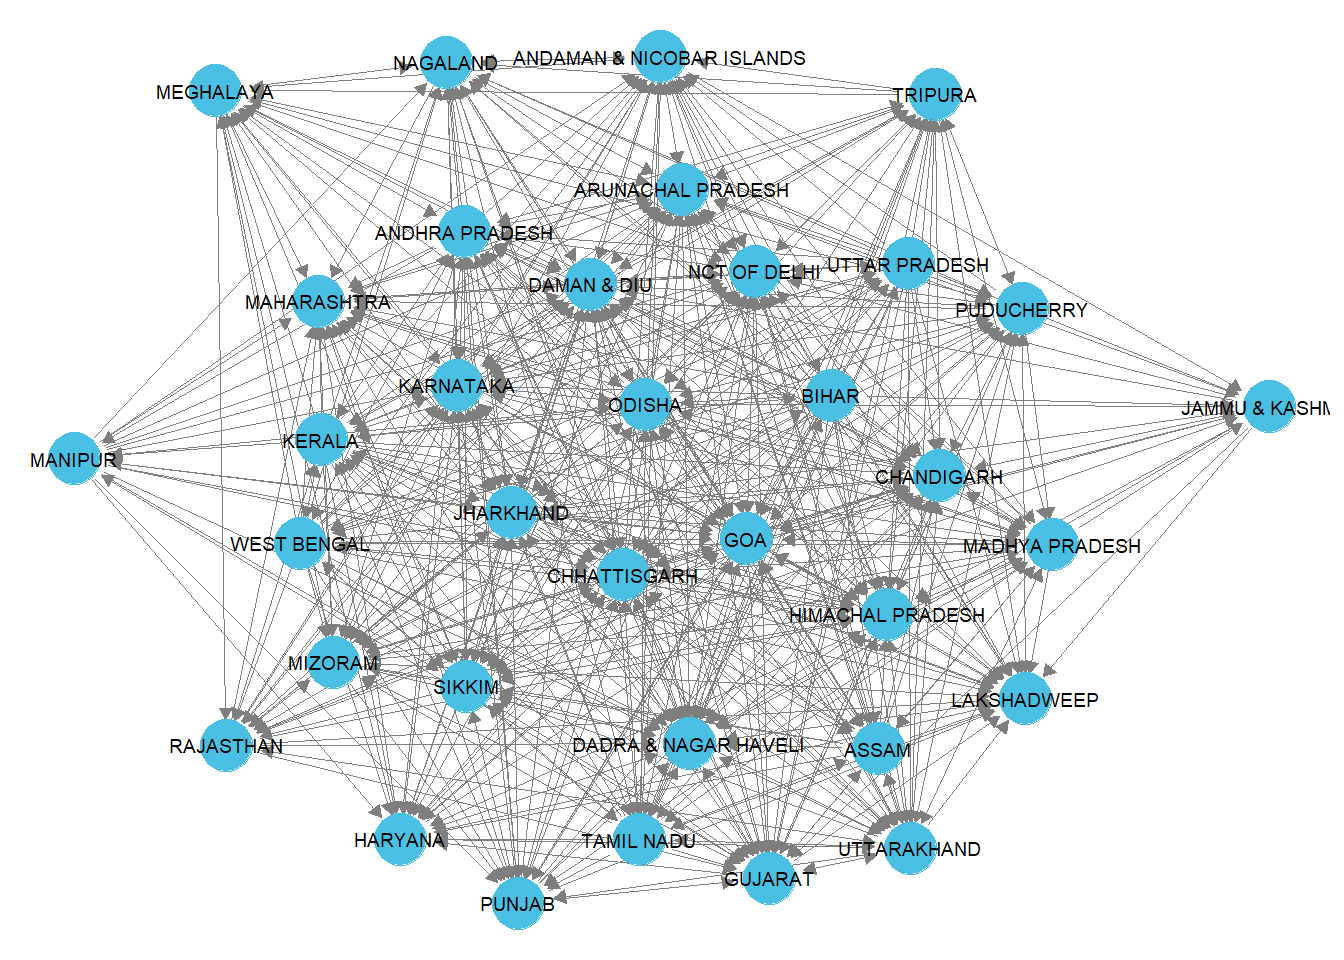 NAGALAND
ANDAMAN & NICOBAR ISLANDS
MEGHALAYA
TRIPURA
ARUNACHAL PRADESH
ANDHRA PRADESH
NCT OF DELHI
UTTAR PRADESH
DAMAN & DIU
MAHARASHTRA
PUDUCHERRY
KARNATAKA
ODISHA
BIHAR
JAMMU & KASHM
KERALA
MANIPUR
CHANDIGARH
JHARKHAND
WEST BENGAL
GOA
MADHYA PRADESH
CHHATTISGARH
HIMACHAL PRADESH
MIZORAM
SIKKIM
LAKSHADWEEP
RAJASTHAN
DADRA & NAGAR HAVELI
ASSAM
HARYANA
TAMIL NADU
UTTARAKHAND
GUJARAT
PUNJAB